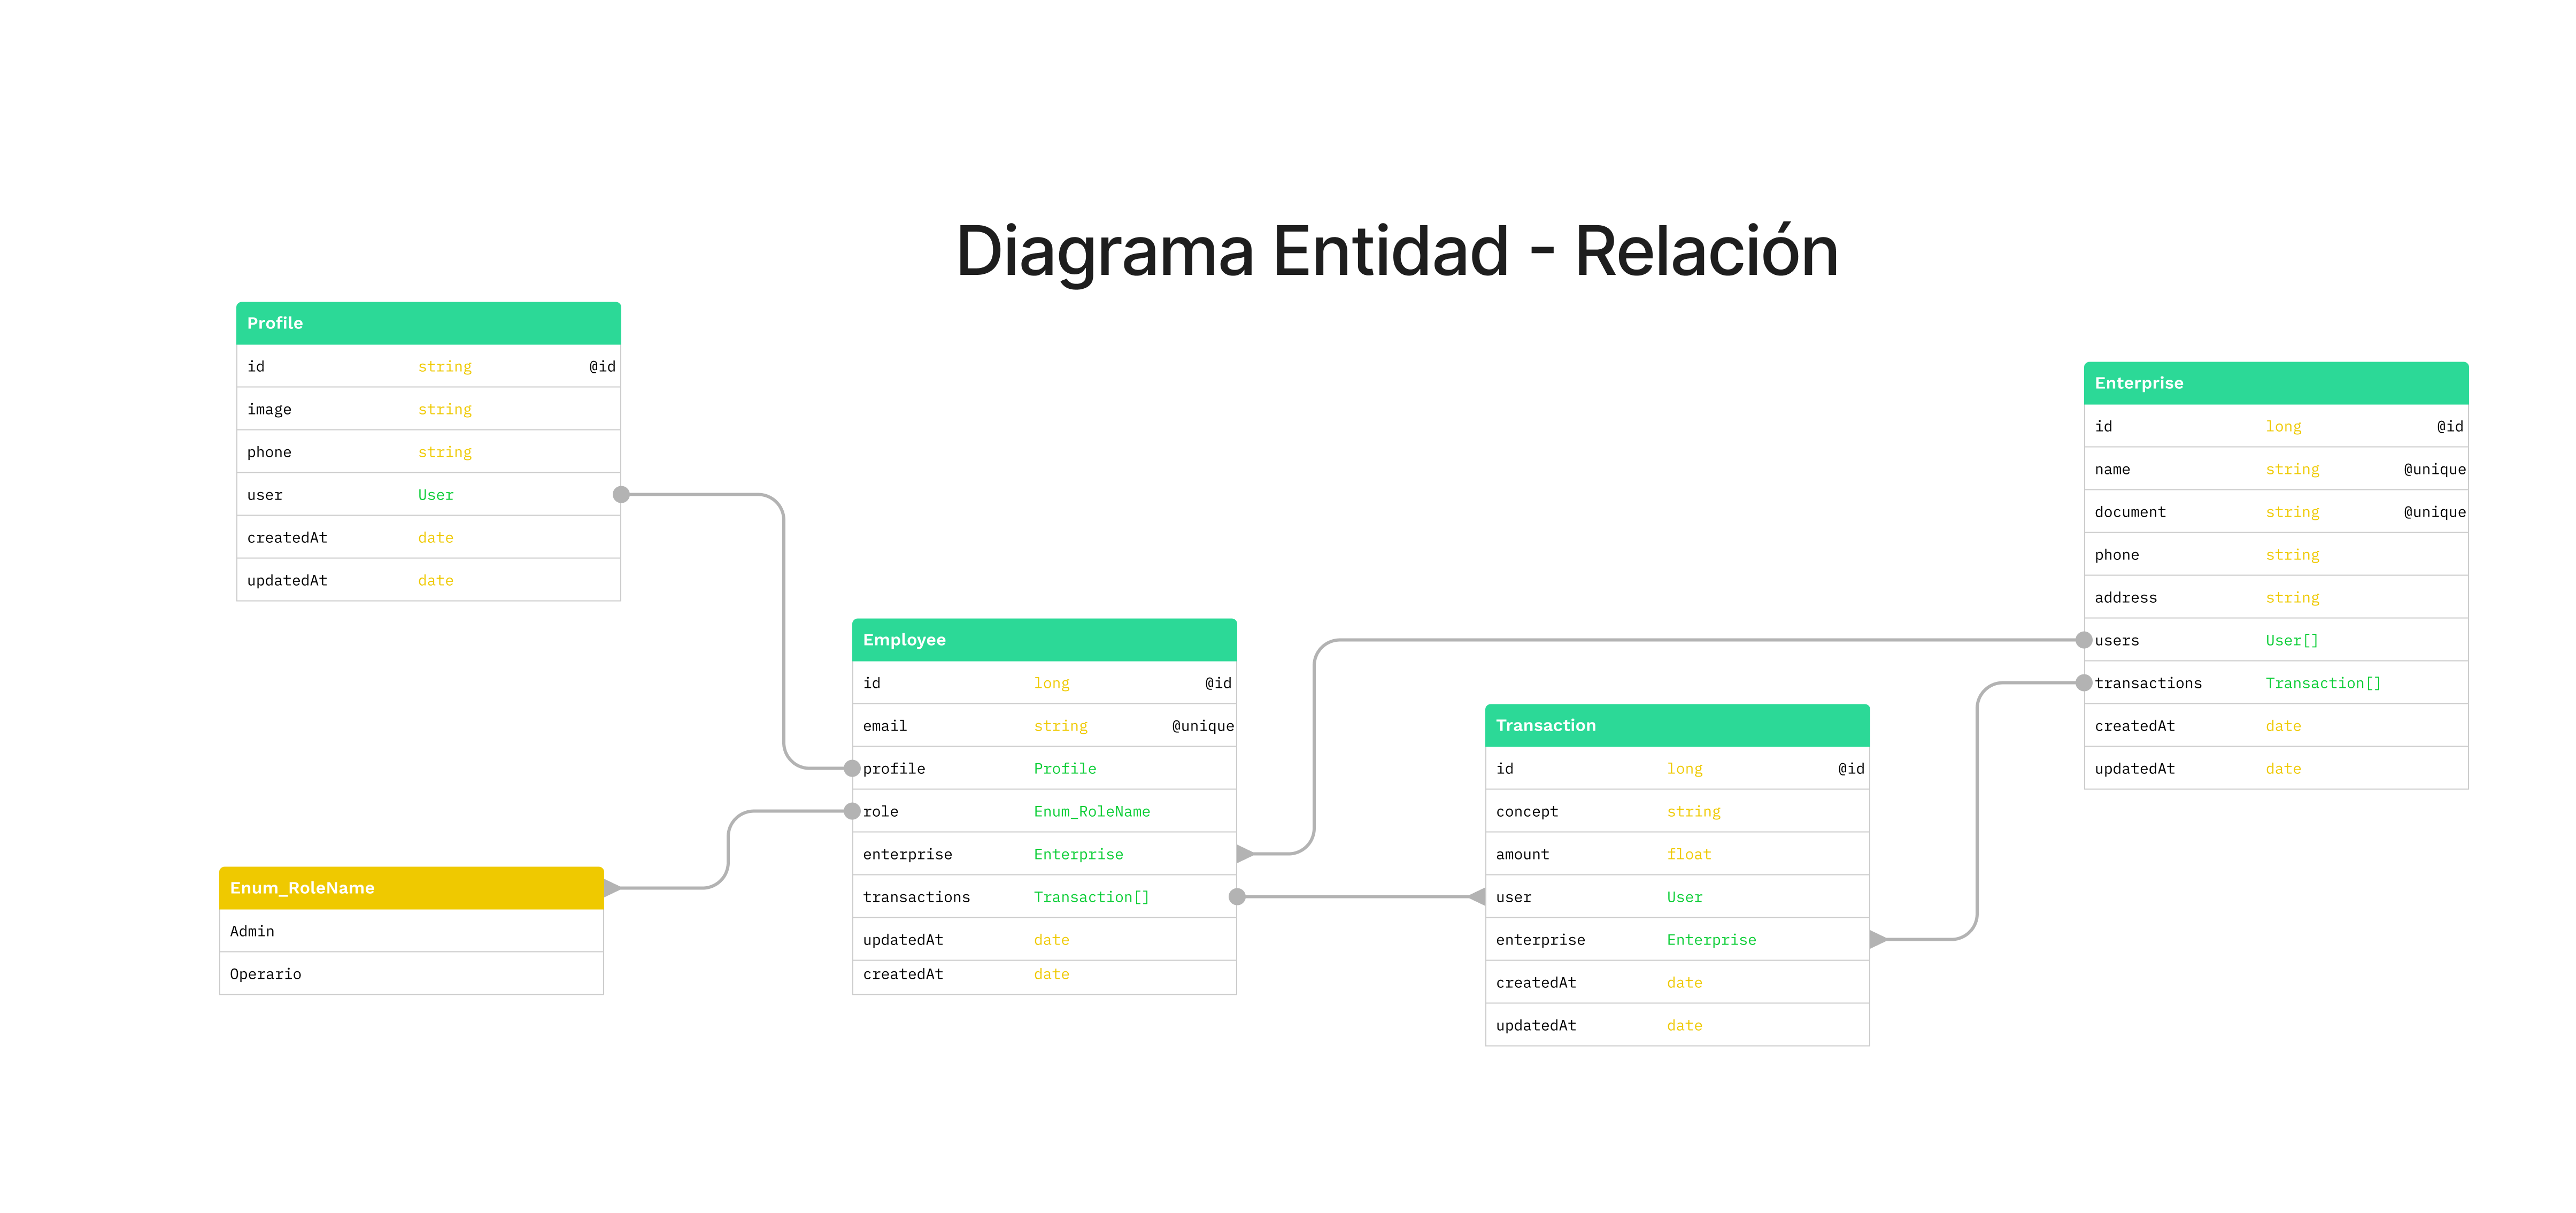 Diagrama Entidad - Relación
Profile
id string @id
image string
phone string
user User
createdAt date
updatedAt date
Enum_RoleName
Admin
Operario
Employee
id long @id
email string @unique
profile Profile
role Enum_RoleName
enterprise Enterprise
transactions Transaction[]
updatedAt date
createdAt date
Transaction
id long @id
concept string
amount float
user User
enterprise Enterprise
createdAt date
updatedAt date
Enterprise
id long @id
name string @unique
document string @unique
phone string
address string
users User[]
transactions Transaction[]
createdAt date
updatedAt date